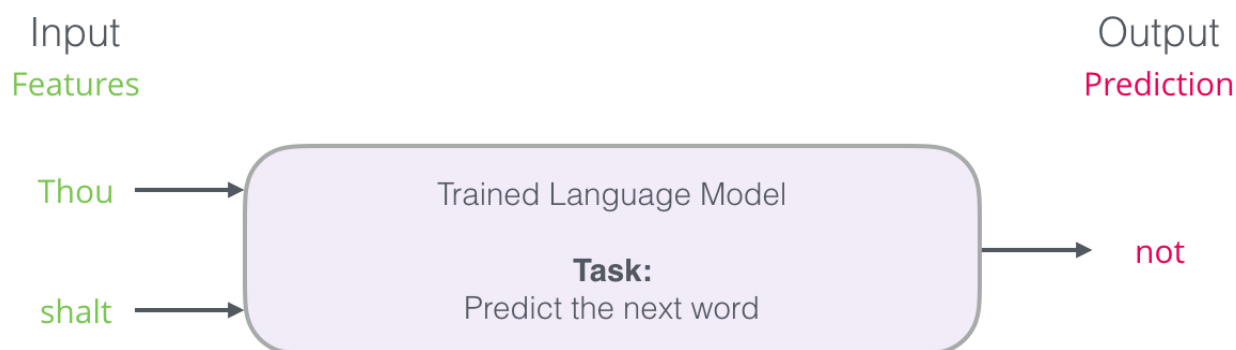 Input
Output
Features
Prediction
Thou
Trained Language Model
not
Task:
shalt
Predict the next word